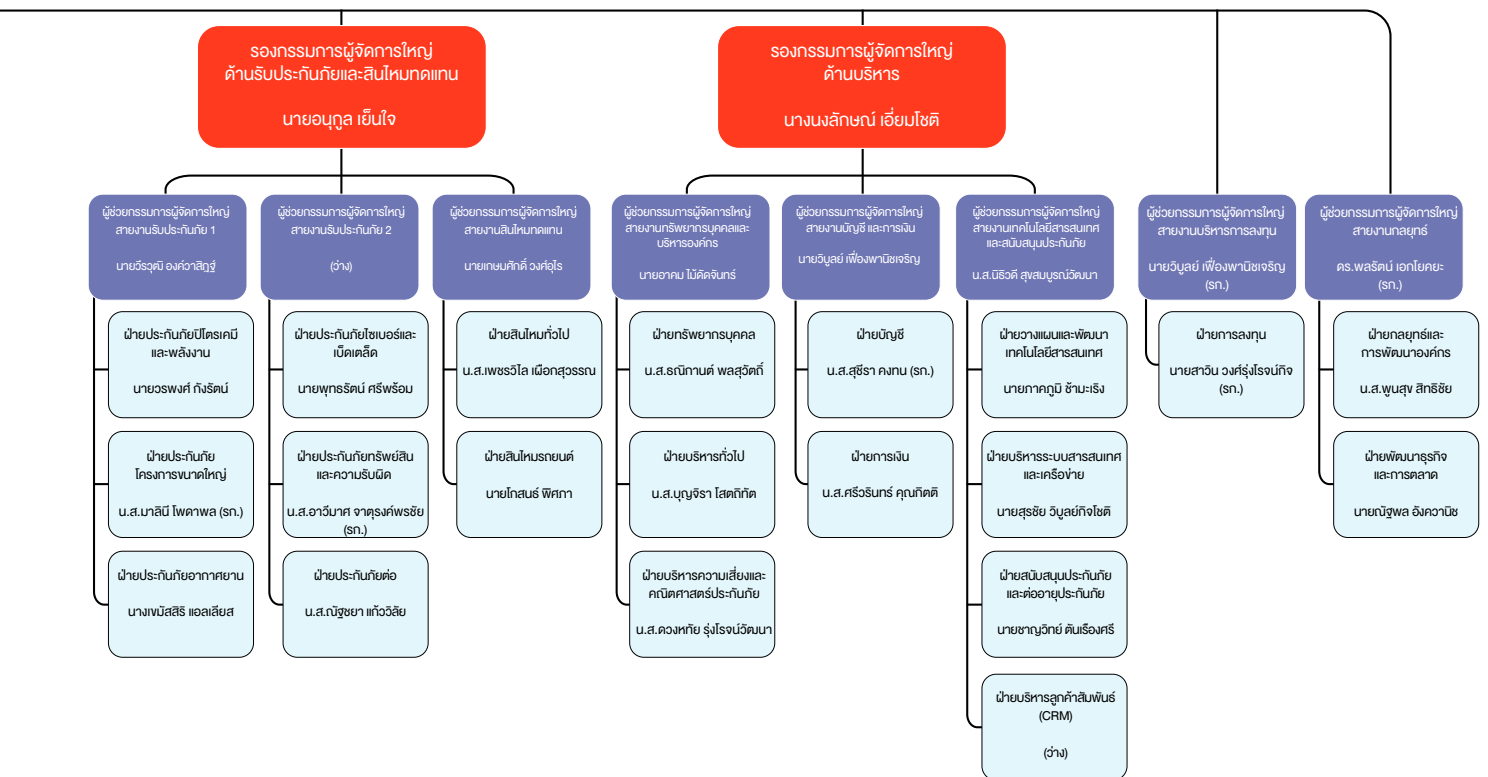 รองกรรมการผู้จัดการใหญ่
ด้านรับประกันภัยและสินไหมทดแทน
นายอนุกูล เย็นใจ
รองกรรมการผู้จัดการใหญ่
ด้านบริหาร
นางนงลักษณ์ เอี่ยมโชติ
ผู้ช่วยกรรมการผู้จัดการใหญ่
สายงานรับประกันภัย 1
นายวีรวุฒิ องค์วาสิฏฐ์
ผู้ช่วยกรรมการผู้จัดการใหญ่
สายงานรับประกันภัย 2
(ว่าง)
ผู้ช่วยกรรมการผู้จัดการใหญ่
สายงานสินไหมทดแทน
นายเกษมศักดิ์ วงศ์อุไร
ผู้ช่วยกรรมการผู้จัดการใหญ่
สายงานทรัพยากรบุคคลและ
บริหารองค์กร
นายอาคม ไม้ดัดจันทร์
ผู้ช่วยกรรมการผู้จัดการใหญ่
สายงานบัญชี และการเงิน
นายวิบูลย์ เฟื่องพานิชเจริญ
ผู้ช่วยกรรมการผู้จัดการใหญ่
สายงานเทคโนโลยีสารสนเทศ
และสนับสนุนประกันภัย
น.ส.นิธิวดี สุขสมบูรณ์วัฒนา
ผู้ช่วยกรรมการผู้จัดการใหญ่
สายงานบริหารการลงทุน
นายวิบูลย์ เฟื่องพานิชเจริญ
(รก.)
ผู้ช่วยกรรมการผู้จัดการใหญ่
สายงานกลยุทธ์
ดร.พลรัตน์ เอกโยคยะ
(รก.)
ฝ่ายประกันภัยปิโตรเคมี
และพลังงาน
นายวรพงศ์ กังรัตน์
ฝ่ายประกันภัยไซเบอร์และ
เบ็ดเตล็ด
นายพุทธรัตน์ ศรีพร้อม
ฝ่ายสินไหมทั่วไป
น.ส.เพชรวิไล เผือกสุวรรณ
ฝ่ายทรัพยากรบุคคล
น.ส.ธณิกานต์ พลสุวัตถิ์
ฝ่ายบัญชี
น.ส.สุชีรา คงทน (รก.)
ฝ่ายวางแผนและพัฒนา
เทคโนโลยีสารสนเทศ
นายภาคภูมิ ช้ามะเริง
ฝ่ายการลงทุน
นายสาวิน วงศ์รุ่งโรจน์กิจ
(รก.)
ฝ่ายกลยุทธ์และ
การพัฒนาองค์กร
น.ส.พูนสุข สิทธิชัย
ฝ่ายประกันภัย
โครงการขนาดใหญ่
น.ส.มาลินี โพดาพล (รก.)
ฝ่ายประกันภัยทรัพย์สิน
และความรับผิด
น.ส.อาวีมาศ จาตุรงค์พรชัย
(รก.)
ฝ่ายสินไหมรถยนต์
นายโกสนธ์ พิศภา
ฝ่ายบริหารทั่วไป
น.ส.บุญจิรา โสตถิทัต
ฝ่ายการเงิน
น.ส.ศรีวรินทร์ คุณกิตติ
ฝ่ายบริหารระบบสารสนเทศ
และเครือข่าย
นายสุรชัย วิบูลย์กิจโชติ
ฝ่ายพัฒนาธุรกิจ
และการตลาด
นายณัฐพล อังควานิช
ฝ่ายประกันภัยอากาศยาน
นางเขมัสสิริ แอลเลียส
ฝ่ายประกันภัยต่อ
น.ส.ณัฐชยา แก้ววิลัย
ฝ่ายบริหารความเสี่ยงและ
คณิตศาสตร์ประกันภัย
น.ส.ดวงหทัย รุ่งโรจน์วัฒนา
ฝ่ายสนับสนุนประกันภัย
และต่ออายุประกันภัย
นายชาญวิทย์ ตันเรืองศรี
ฝ่ายบริหารลูกค้าสัมพันธ์
(CRM)
(ว่าง)